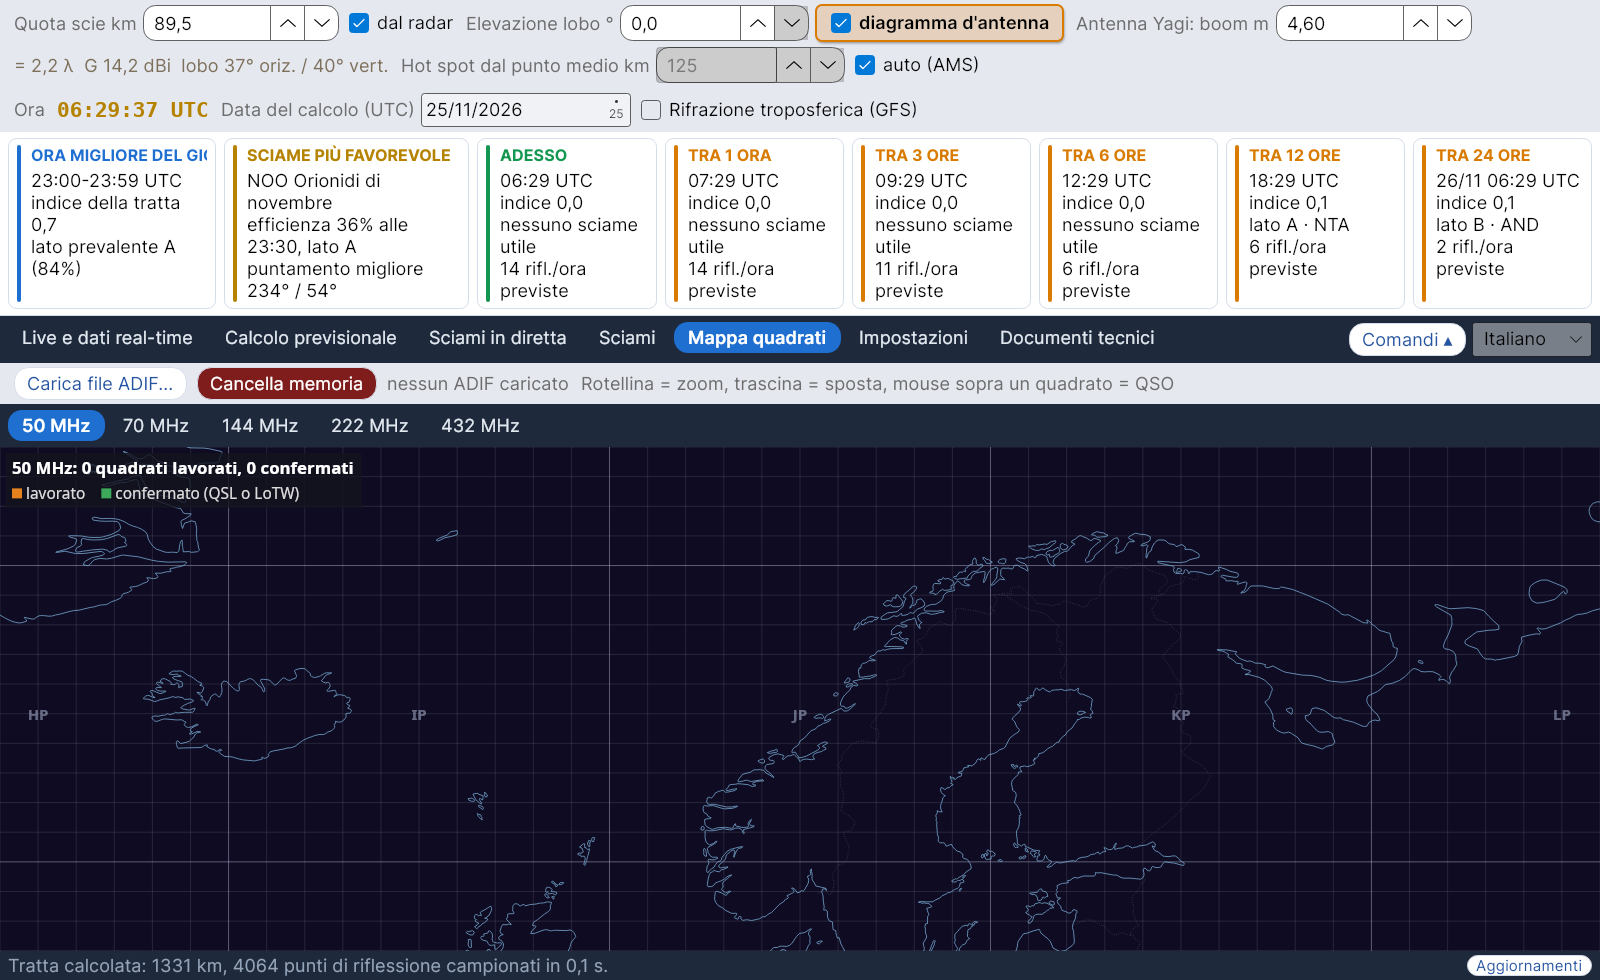 Quota scie km 89,5 dal radar Elevazione lobo ° 0,0 diagramma d'antenna Antenna Yagi: boom m 4,60
= 2,2 λ G 14,2 dBi lobo 37° oriz. / 40° vert. Hot spot dal punto medio km 125 auto (AMS)
Ora 06:29:37 UTC Data del calcolo (UTC) 25/11/2026 25 Rifrazione troposferica (GFS)
ORA MIGLIORE DEL GIO
23:00-23:59 UTC
indice della tratta
0,7
lato prevalente A
(84%)
SCIAME PIÙ FAVOREVOLE
NOO Orionidi di
novembre
efficienza 36% alle
23:30, lato A
puntamento migliore
234° / 54°
ADESSO
06:29 UTC
indice 0,0
nessuno sciame
utile
14 rifl./ora
previste
TRA 1 ORA
07:29 UTC
indice 0,0
nessuno sciame
utile
14 rifl./ora
previste
TRA 3 ORE
09:29 UTC
indice 0,0
nessuno sciame
utile
11 rifl./ora
previste
TRA 6 ORE
12:29 UTC
indice 0,0
nessuno sciame
utile
6 rifl./ora
previste
TRA 12 ORE
18:29 UTC
indice 0,1
lato A · NTA
6 rifl./ora
previste
TRA 24 ORE
26/11 06:29 UTC
indice 0,1
lato B · AND
2 rifl./ora
previste
Live e dati real-time Calcolo previsionale Sciami in diretta Sciami Mappa quadrati Impostazioni Documenti tecnici Comandi ▴ Italiano
Carica file ADIF... Cancella memoria nessun ADIF caricato Rotellina = zoom, trascina = sposta, mouse sopra un quadrato = QSO
50 MHz 70 MHz 144 MHz 222 MHz 432 MHz
50 MHz: 0 quadrati lavorati, 0 confermati
lavorato confermato (QSL o LoTW)
HP IP JP KP LP
Tratta calcolata: 1331 km, 4064 punti di riflessione campionati in 0,1 s. Aggiornamenti